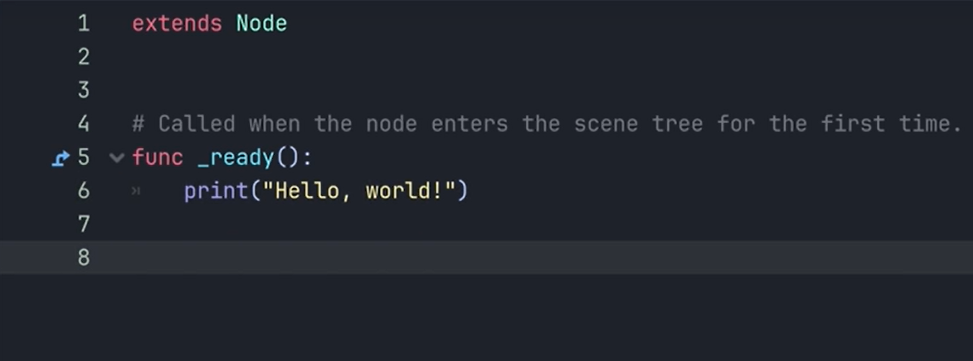 1 extends Node
2
3
4 # Called when the node enters the scene tree for the first time.
5 func _ready():
6 print("Hello, world!")
7
8